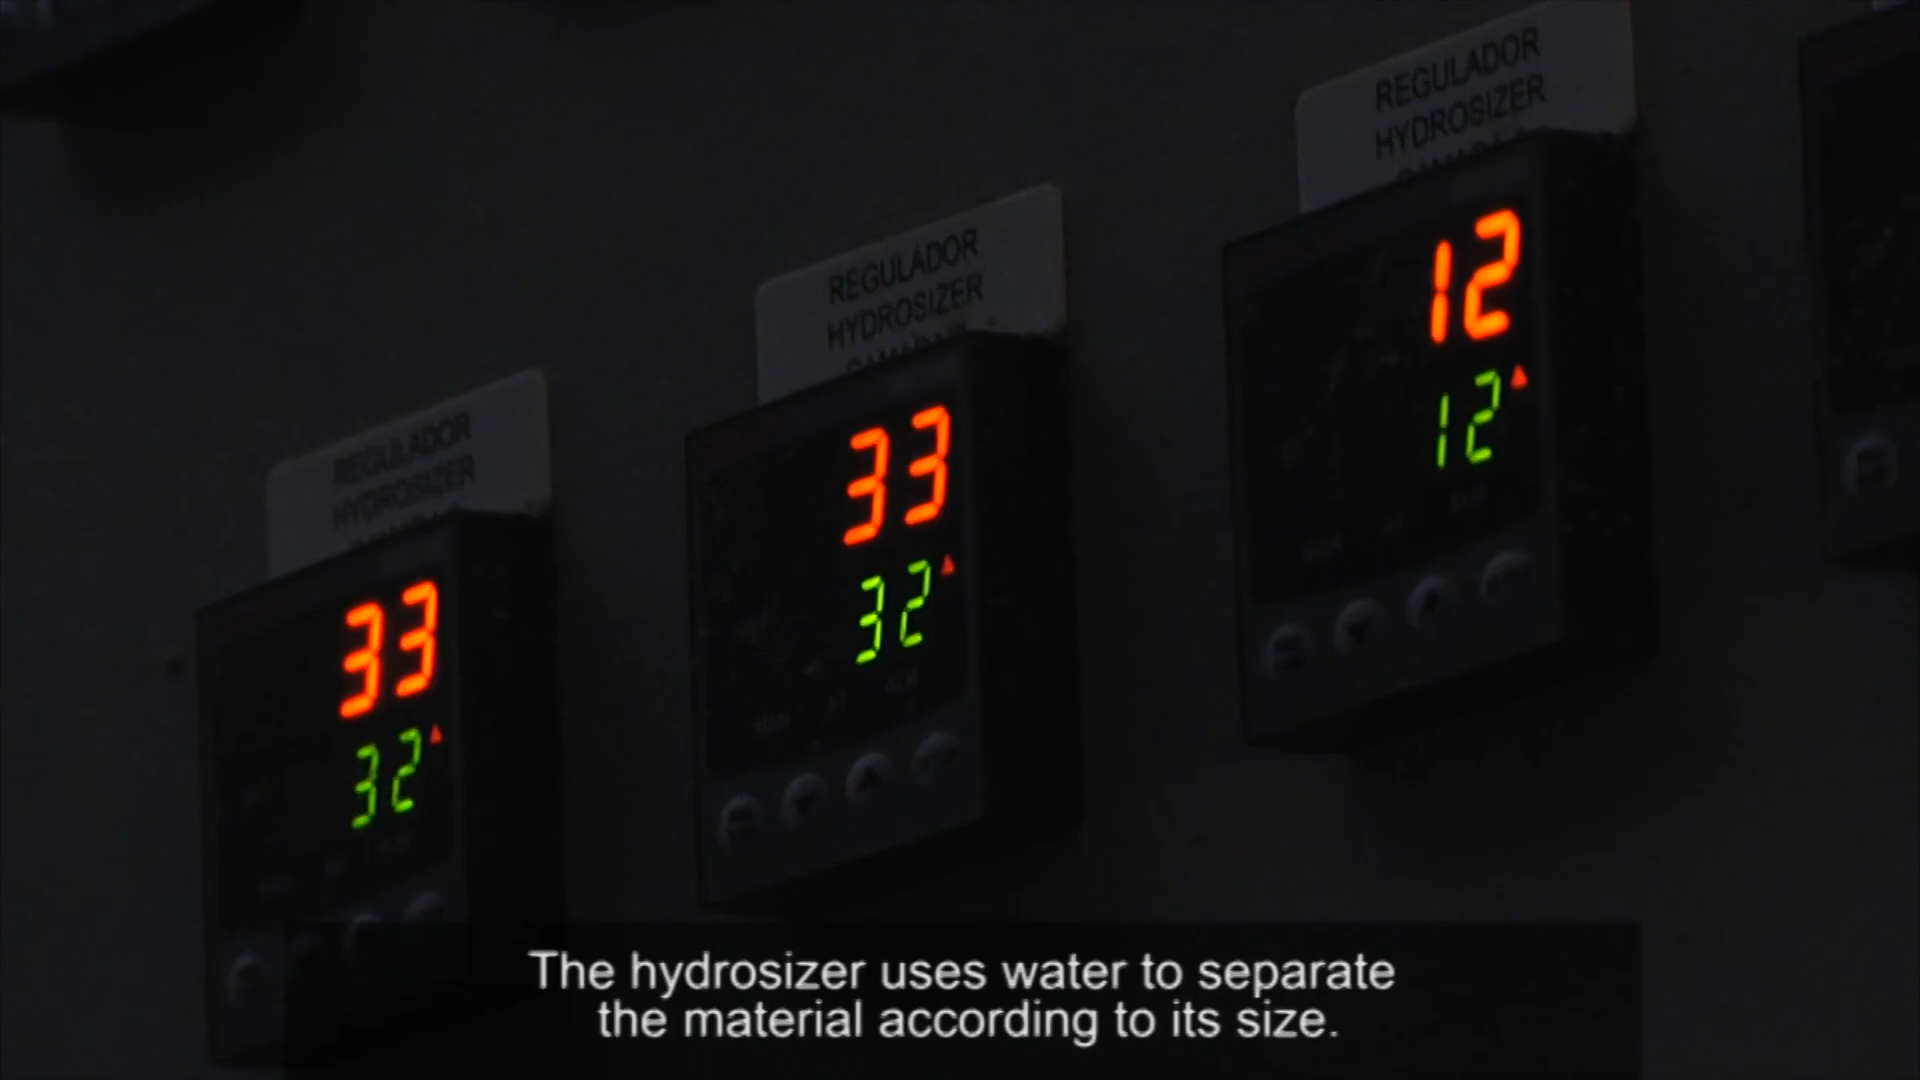 REGULADOR
HYDROSIZER
33
32
REGULADOR
HYDROSIZER
33
32
REGULADOR
HYDROSIZER
12
12
The hydrosizer uses water to separate
the material according to its size.